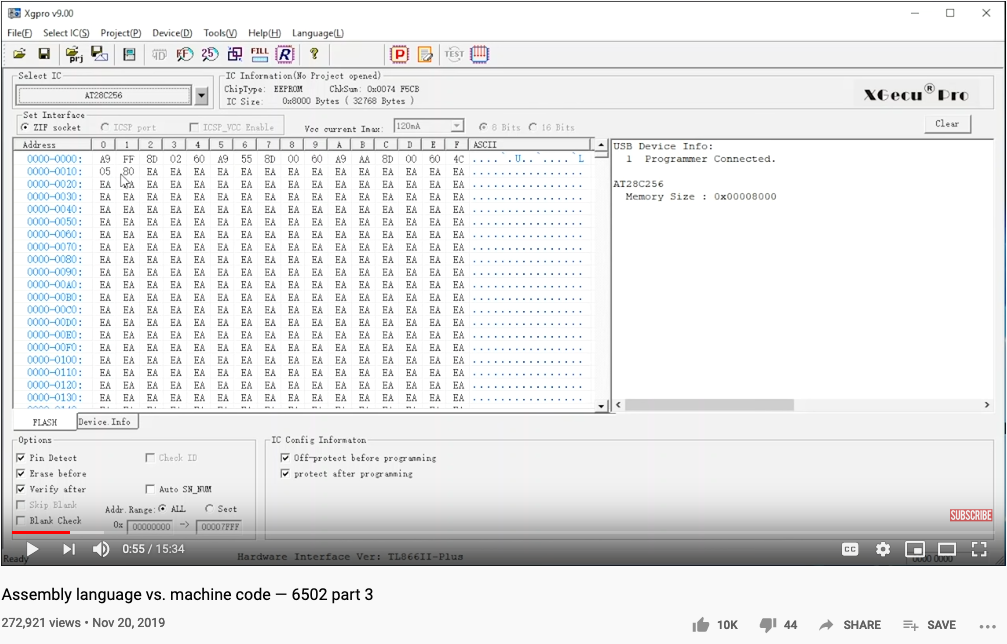 Xgpro v9.00
File(F) Select IC(S) Project(P) Device(D) Tools(V) Help(H) Language(L)
Select IC
AT28C256
IC Information(No Project opened)
ChipType: EEPROM ChkSum: 0x0074 F5CB
IC Size: 0x8000 Bytes ( 32768 Bytes )
XGecu® Pro
Set Interface
ZIF socket ICSP port ICSP_VCC Enable Vcc current Imax: 120mA 8 Bits 16 Bits Clear
Address 0 1 2 3 4 5 6 7 8 9 A B C D E F ASCII
0000-0000: A9 FF 8D 02 60 A9 55 8D 00 60 A9 AA 8D 00 60 4C ....`.U..`....`L
0000-0010: 05 80 EA EA EA EA EA EA EA EA EA EA EA EA EA EA ................
0000-0020: EA EA EA EA EA EA EA EA EA EA EA EA EA EA EA EA ................
0000-0030: EA EA EA EA EA EA EA EA EA EA EA EA EA EA EA EA ................
0000-0040: EA EA EA EA EA EA EA EA EA EA EA EA EA EA EA EA ................
0000-0050: EA EA EA EA EA EA EA EA EA EA EA EA EA EA EA EA ................
0000-0060: EA EA EA EA EA EA EA EA EA EA EA EA EA EA EA EA ................
0000-0070: EA EA EA EA EA EA EA EA EA EA EA EA EA EA EA EA ................
0000-0080: EA EA EA EA EA EA EA EA EA EA EA EA EA EA EA EA ................
0000-0090: EA EA EA EA EA EA EA EA EA EA EA EA EA EA EA EA ................
0000-00A0: EA EA EA EA EA EA EA EA EA EA EA EA EA EA EA EA ................
0000-00B0: EA EA EA EA EA EA EA EA EA EA EA EA EA EA EA EA ................
0000-00C0: EA EA EA EA EA EA EA EA EA EA EA EA EA EA EA EA ................
0000-00D0: EA EA EA EA EA EA EA EA EA EA EA EA EA EA EA EA ................
0000-00E0: EA EA EA EA EA EA EA EA EA EA EA EA EA EA EA EA ................
0000-00F0: EA EA EA EA EA EA EA EA EA EA EA EA EA EA EA EA ................
0000-0100: EA EA EA EA EA EA EA EA EA EA EA EA EA EA EA EA ................
0000-0110: EA EA EA EA EA EA EA EA EA EA EA EA EA EA EA EA ................
0000-0120: EA EA EA EA EA EA EA EA EA EA EA EA EA EA EA EA ................
0000-0130: EA EA EA EA EA EA EA EA EA EA EA EA EA EA EA EA ................
USB Device Info:
1 Programmer Connected.
AT28C256
Memory Size : 0x00008000
FLASH Device.Info
Options
Pin Detect Check ID
Erase before
Verify after Auto SN_NUM
Skip Blank Addr.Range: ALL Sect
Blank Check 0x 00000000 -> 00007FFF
IC Config Informaton
Off-protect before programming
protect after programming
SUBSCRIBE
0:55 / 15:34
CC
Ready Hardware Interface Ver: TL866II-Plus 0000 0000
Assembly language vs. machine code — 6502 part 3
272,921 views • Nov 20, 2019
10K 44 SHARE SAVE